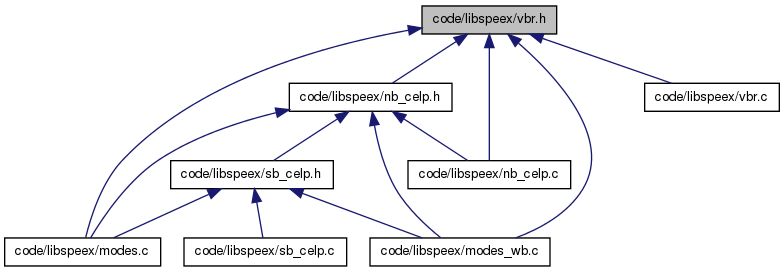 code/libspeex/vbr.h
code/libspeex/nb_celp.h
code/libspeex/vbr.c
code/libspeex/sb_celp.h
code/libspeex/nb_celp.c
code/libspeex/modes.c
code/libspeex/sb_celp.c
code/libspeex/modes_wb.c